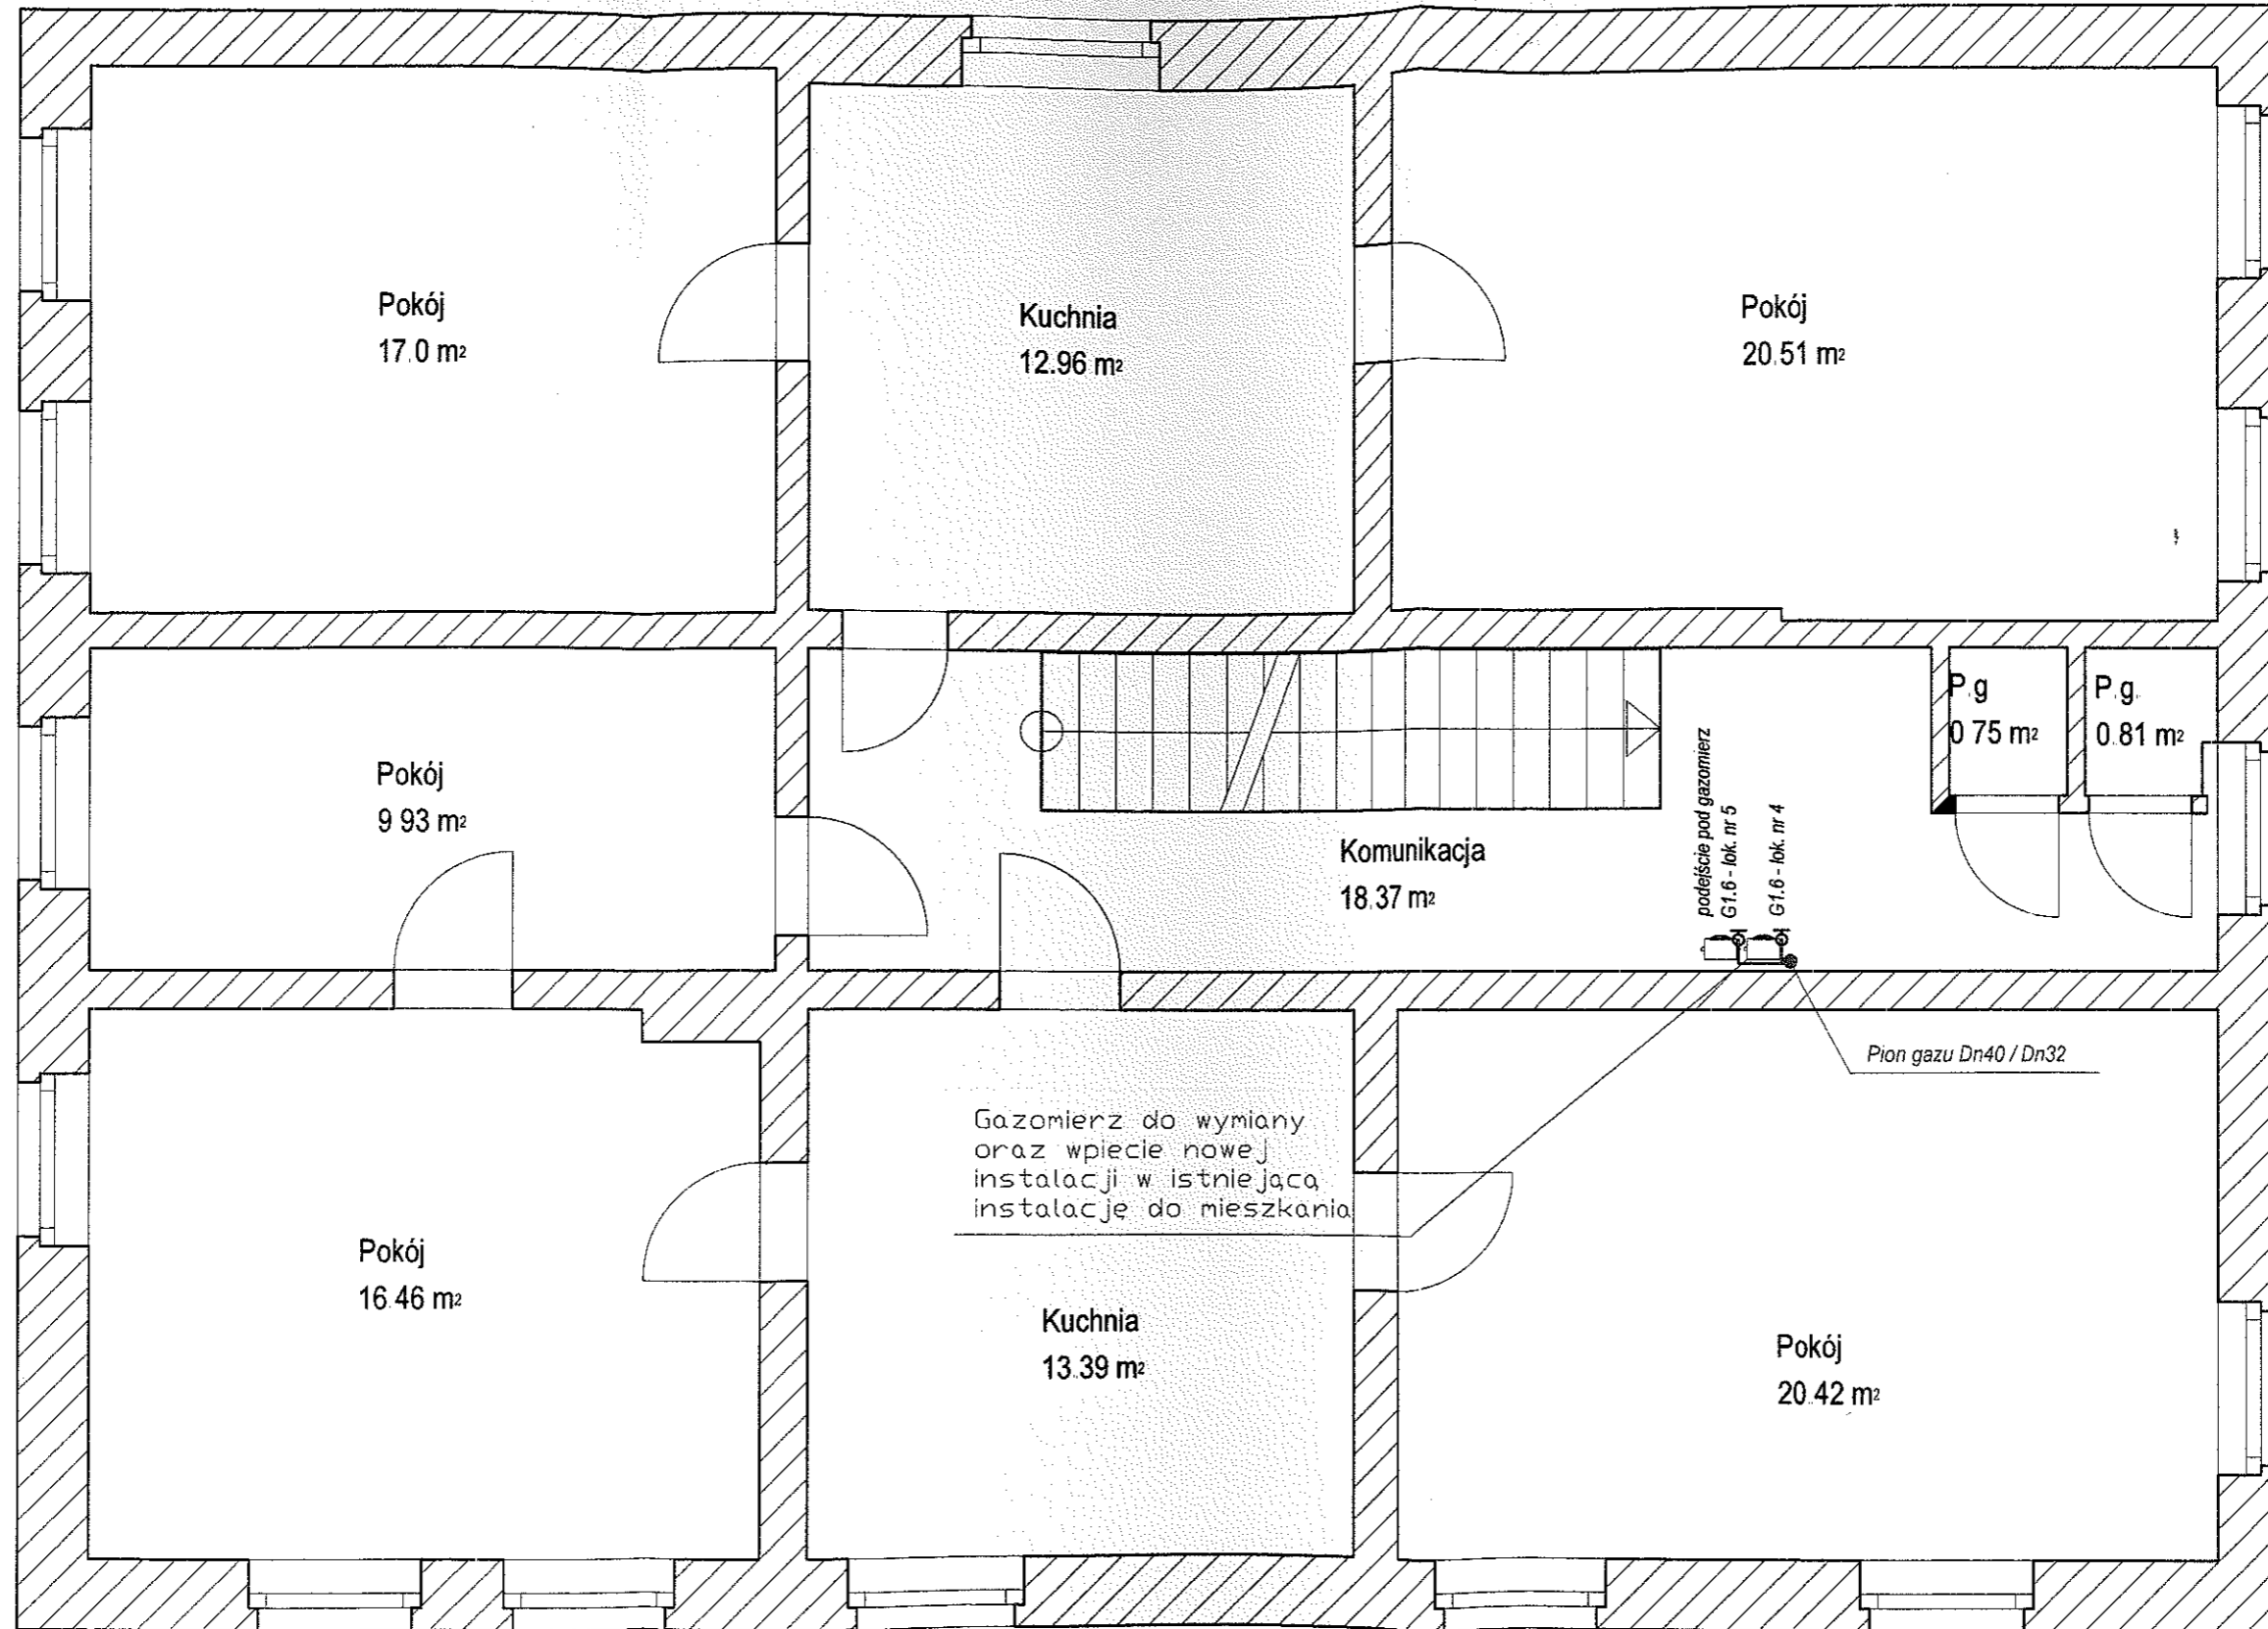 Pokój
17.0 m²
Kuchnia
12.96 m²
Pokój
20.51 m²
Pokój
9 93 m²
Komunikacja
18.37 m²
podejście pod gazomierz
G1.6 - lok. nr 5
G1.6 - lok. nr 4
P.g
0 75 m²
P.g.
0.81 m²
Pion gazu Dn40 / Dn32
Gazomierz do wymiany
oraz wpięcie nowej
instalacji w istniejącą
instalację do mieszkania
Pokój
16.46 m²
Kuchnia
13.39 m²
Pokój
20.42 m²